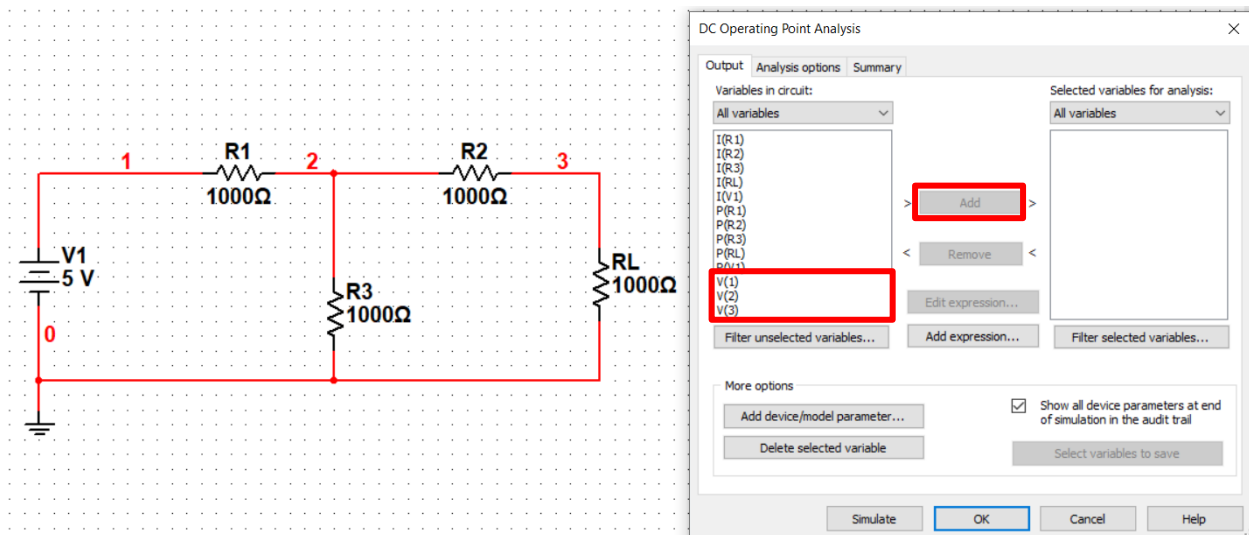 1
R1
1000Ω
2
R2
1000Ω
3
V1
5 V
R3
1000Ω
RL
1000Ω
0
DC Operating Point Analysis
Output
Analysis options
Summary
Variables in circuit:
All variables
I(R1)
I(R2)
I(R3)
I(RL)
I(V1)
P(R1)
P(R2)
P(R3)
P(RL)
P(V1)
V(1)
V(2)
V(3)
Filter unselected variables...
> Add >
< Remove <
Edit expression...
Add expression...
Selected variables for analysis:
All variables
Filter selected variables...
More options
Add device/model parameter...
Delete selected variable
Show all device parameters at end
of simulation in the audit trail
Select variables to save
Simulate
OK
Cancel
Help